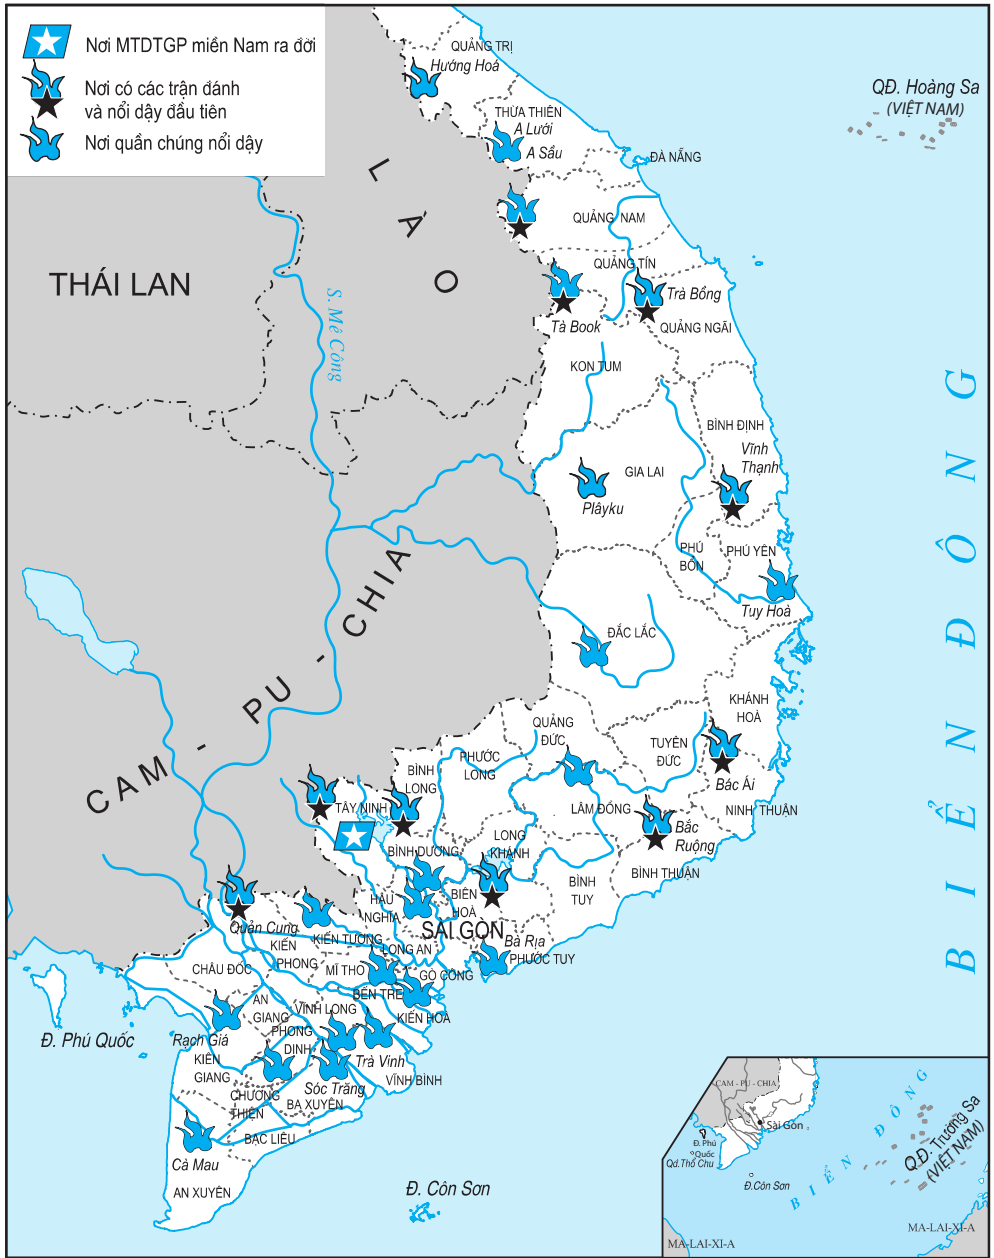 Nơi MTDTGP miền Nam ra đời
Nơi có các trận đánh
và nổi dậy đầu tiên
Nơi quần chúng nổi dậy
QUẢNG TRỊ
Hướng Hoá
THỪA THIÊN
A Lưới
A Sầu
ĐÀ NẴNG
QĐ. Hoàng Sa
(VIỆT NAM)
LÀO
THÁI LAN
S. Mê Công
QUẢNG NAM
QUẢNG TÍN
Trà Bồng
Tà Book
QUẢNG NGÃI
KON TUM
BÌNH ĐỊNH
Vĩnh
Thạnh
GIA LAI
Plâyku
PHÚ
BỔN
PHÚ YÊN
Tuy Hoà
BIỂN ĐÔNG
CAM - PU - CHIA
ĐẮC LẮC
KHÁNH
HOÀ
QUẢNG
ĐỨC
TUYÊN
ĐỨC
Bác Ái
NINH THUẬN
PHƯỚC
LONG
BÌNH
LONG
LÂM ĐỒNG
Bắc
Ruộng
BÌNH THUẬN
TÂY NINH
LONG
KHÁNH
BÌNH DƯƠNG
BÌNH
TUY
HẬU
NGHĨA
BIÊN
HOÀ
SÀI GÒN
Bà Rịa
PHƯỚC TUY
Quản Cung
KIẾN TƯỜNG
LONG AN
KIẾN
PHONG
CHÂU ĐỐC
MĨ THO
GÒ CÔNG
BẾN TRE
KIẾN HOÀ
AN
GIANG
VĨNH LONG
PHONG
DINH
Rạch Giá
KIÊN
GIANG
Trà Vinh
VĨNH BÌNH
Sóc Trăng
BA XUYÊN
CHƯƠNG
THIỆN
BẠC LIÊU
Cà Mau
AN XUYÊN
Đ. Phú Quốc
Đ. Côn Sơn
CAM - PU - CHIA
Sài Gòn
Đ. Phú
Quốc
Qđ.Thổ Chu
Đ.Côn Sơn
BIỂN ĐÔNG
QĐ. Trường Sa
(VIỆT NAM)
MA-LAI-XI-A
MA-LAI-XI-A